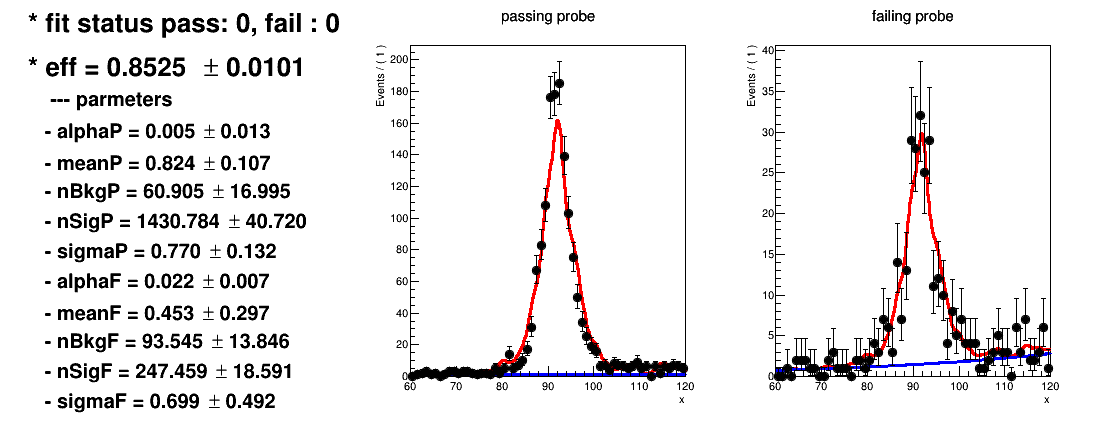 * fit status pass: 0, fail : 0
* eff = 0.8525 ± 0.0101
--- parmeters
- alphaP = 0.005 ± 0.013
- meanP = 0.824 ± 0.107
- nBkgP = 60.905 ± 16.995
- nSigP = 1430.784 ± 40.720
- sigmaP = 0.770 ± 0.132
- alphaF = 0.022 ± 0.007
- meanF = 0.453 ± 0.297
- nBkgF = 93.545 ± 13.846
- nSigF = 247.459 ± 18.591
- sigmaF = 0.699 ± 0.492
passing probe
Events / ( 1 )
200
180
160
140
120
100
80
60
40
20
0
60 70 80 90 100 110 120
x
failing probe
Events / ( 1 )
40
35
30
25
20
15
10
5
0
60 70 80 90 100 110 120
x